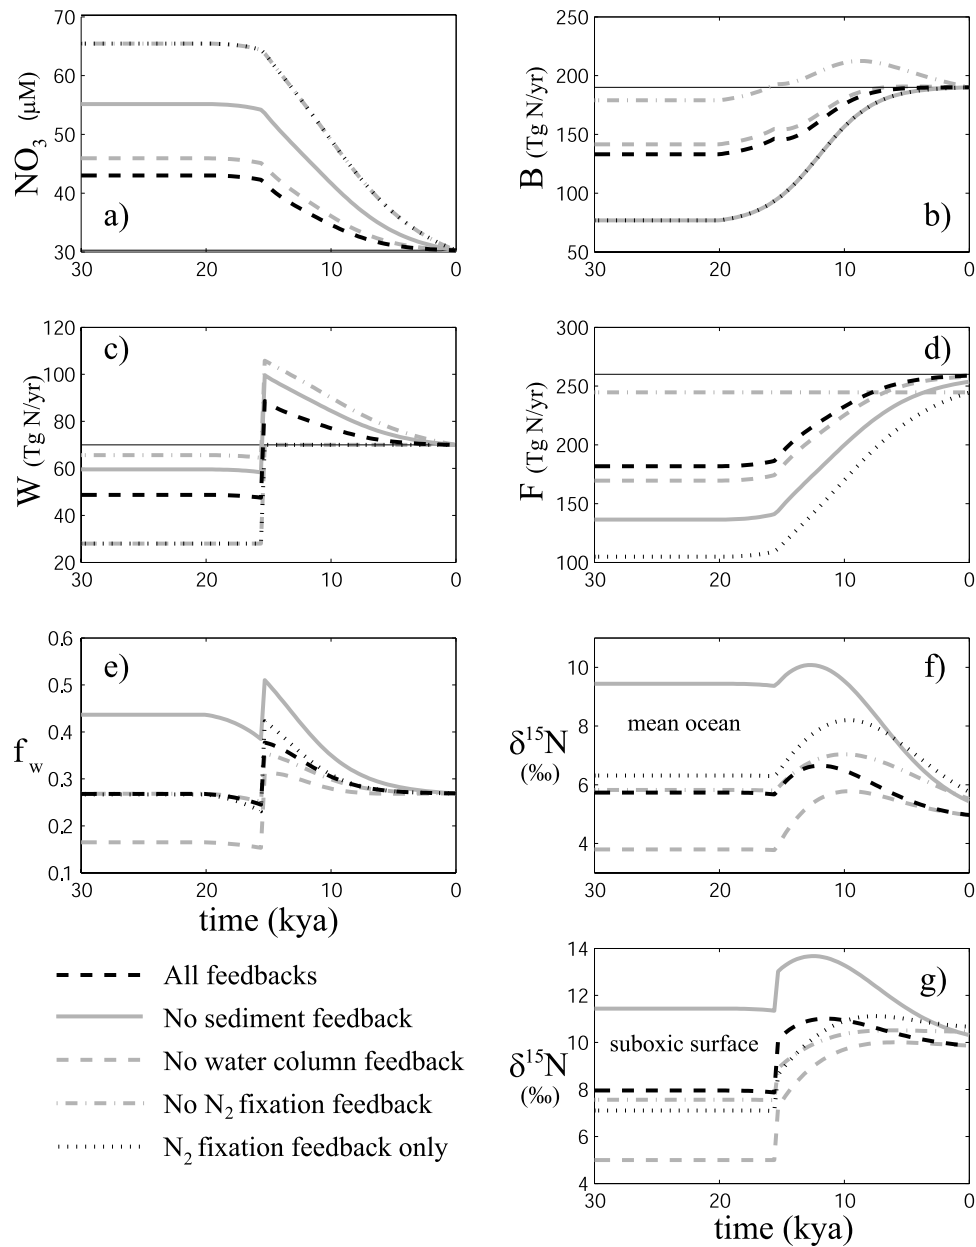 70
60
50
40
30
NO3 (µM)
a)
30 20 10 0
250
200
150
100
50
B (Tg N/yr)
b)
30 20 10 0
120
100
80
60
40
20
W (Tg N/yr)
c)
30 20 10 0
300
250
200
150
100
F (Tg N/yr)
d)
30 20 10 0
0.6
0.5
0.4
0.3
0.2
0.1
fw
e)
30 20 10 0
time (kya)
10
8
6
4
δ15N
(‰)
mean ocean
f)
30 20 10 0
All feedbacks
No sediment feedback
No water column feedback
No N2 fixation feedback
N2 fixation feedback only
14
12
10
8
6
4
δ15N
(‰)
suboxic surface
g)
30 20 10 0
time (kya)